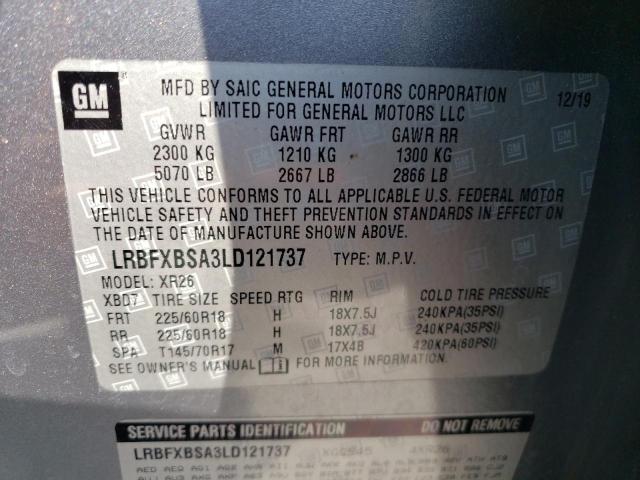 GM
MFD BY SAIC GENERAL MOTORS CORPORATION
LIMITED FOR GENERAL MOTORS LLC
12/19
GVWR GAWR FRT GAWR RR
2300 KG 1210 KG 1300 KG
5070 LB 2667 LB 2866 LB
THIS VEHICLE CONFORMS TO ALL APPLICABLE U.S. FEDERAL MOTOR
VEHICLE SAFETY AND THEFT PREVENTION STANDARDS IN EFFECT ON
THE DATE OF MANUFACTURE SHOWN ABOVE.
LRBFXBSA3LD121737 TYPE: M.P.V.
MODEL: XR26
XBD7 TIRE SIZE SPEED RTG RIM COLD TIRE PRESSURE
FRT 225/60R18 H 18X7.5J 240KPA(35PSI)
RR 225/60R18 H 18X7.5J 240KPA(35PSI)
SPA T145/70R17 M 17X4B 420KPA(60PSI)
SEE OWNER'S MANUAL FOR MORE INFORMATION
SERVICE PARTS IDENTIFICATION DO NOT REMOVE
LRBFXBSA3LD121737 4XR26
AED AEQ AG1